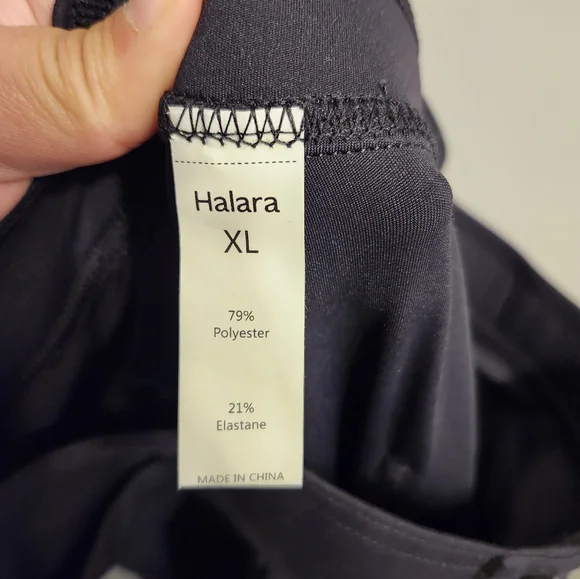 Halara
XL
79%
Polyester
21%
Elastane
MADE IN CHINA